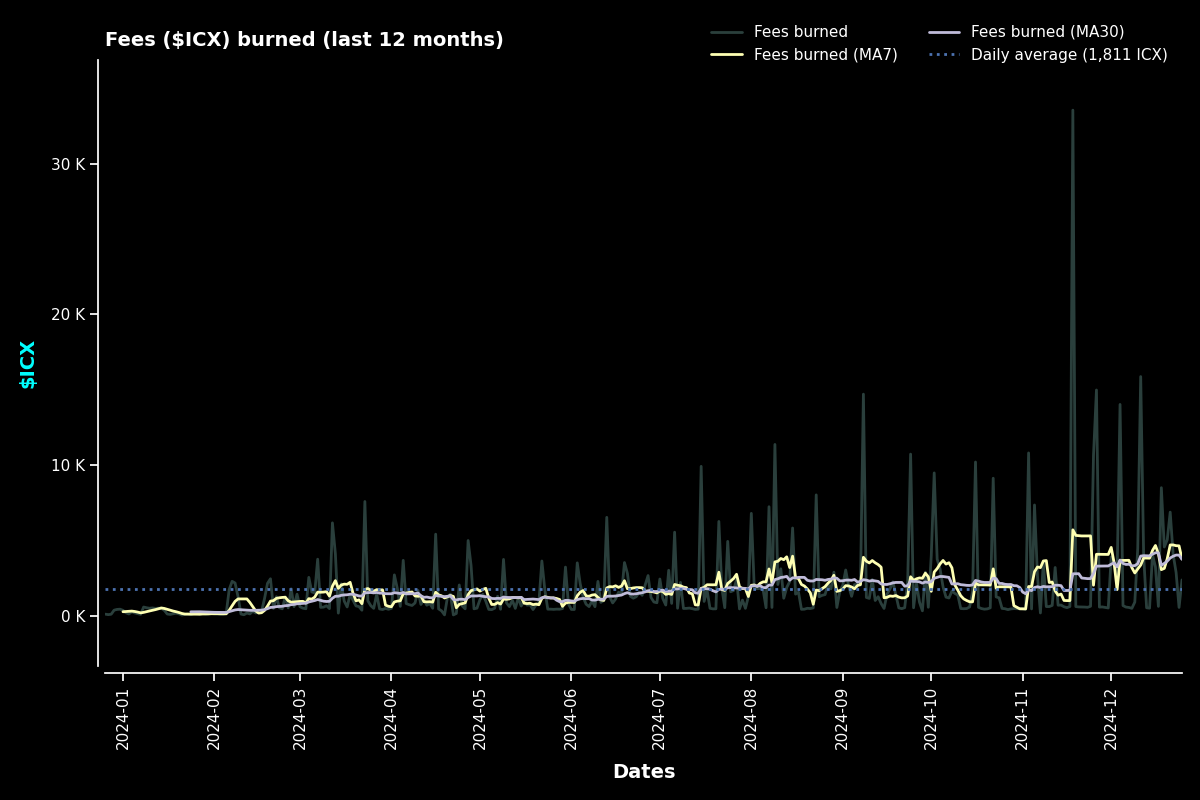 Fees ($ICX) burned (last 12 months)
Fees burned
Fees burned (MA7)
Fees burned (MA30)
Daily average (1,811 ICX)
$ICX
30 K
20 K
10 K
0 K
2024-01
2024-02
2024-03
2024-04
2024-05
2024-06
2024-07
2024-08
2024-09
2024-10
2024-11
2024-12
Dates